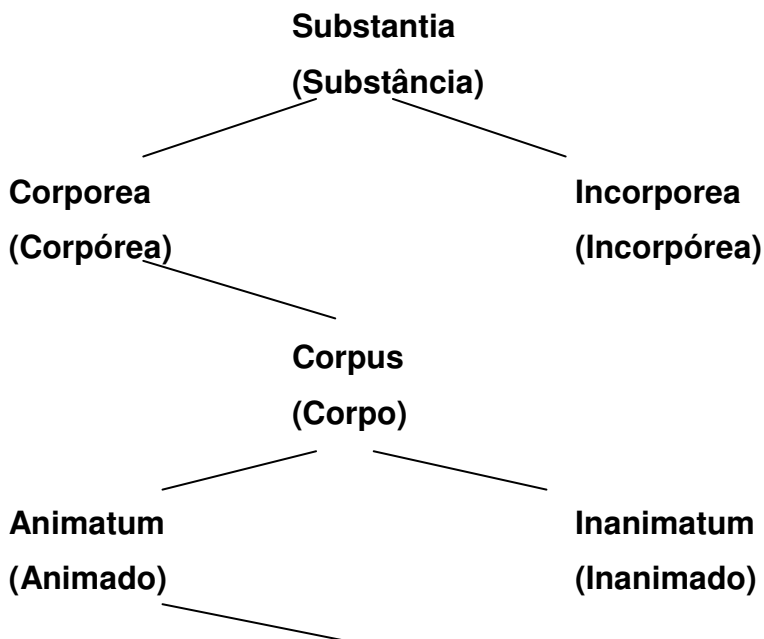 Substantia
(Substância)
Corporea
Incorporea
(Corpórea)
(Incorpórea)
Corpus
(Corpo)
Animatum
Inanimatum
(Animado)
(Inanimado)